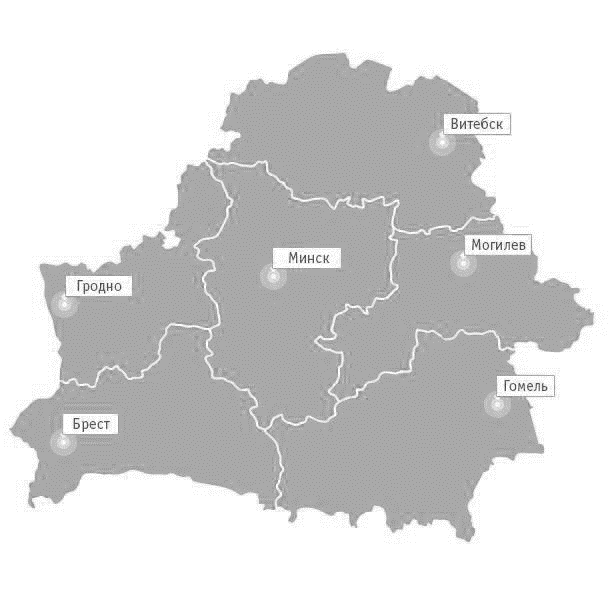 Витебск
Могилев
Минск
Гродно
Гомель
Брест